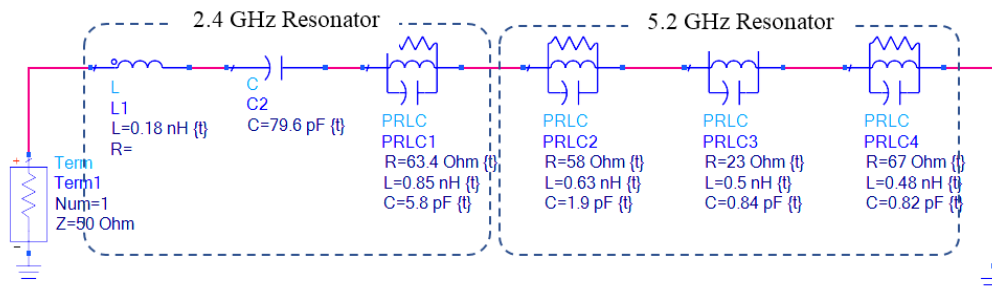 2.4 GHz Resonator
5.2 GHz Resonator
L
L1
L=0.18 nH {t}
R=
C
C2
C=79.6 pF {t}
PRLC
PRLC1
R=63.4 Ohm {t}
L=0.85 nH {t}
C=5.8 pF {t}
PRLC
PRLC2
R=58 Ohm {t}
L=0.63 nH {t}
C=1.9 pF {t}
PRLC
PRLC3
R=23 Ohm {t}
L=0.5 nH {t}
C=0.84 pF {t}
PRLC
PRLC4
R=67 Ohm {t}
L=0.48 nH {t}
C=0.82 pF {t}
+
Term
Term1
Num=1
Z=50 Ohm
-